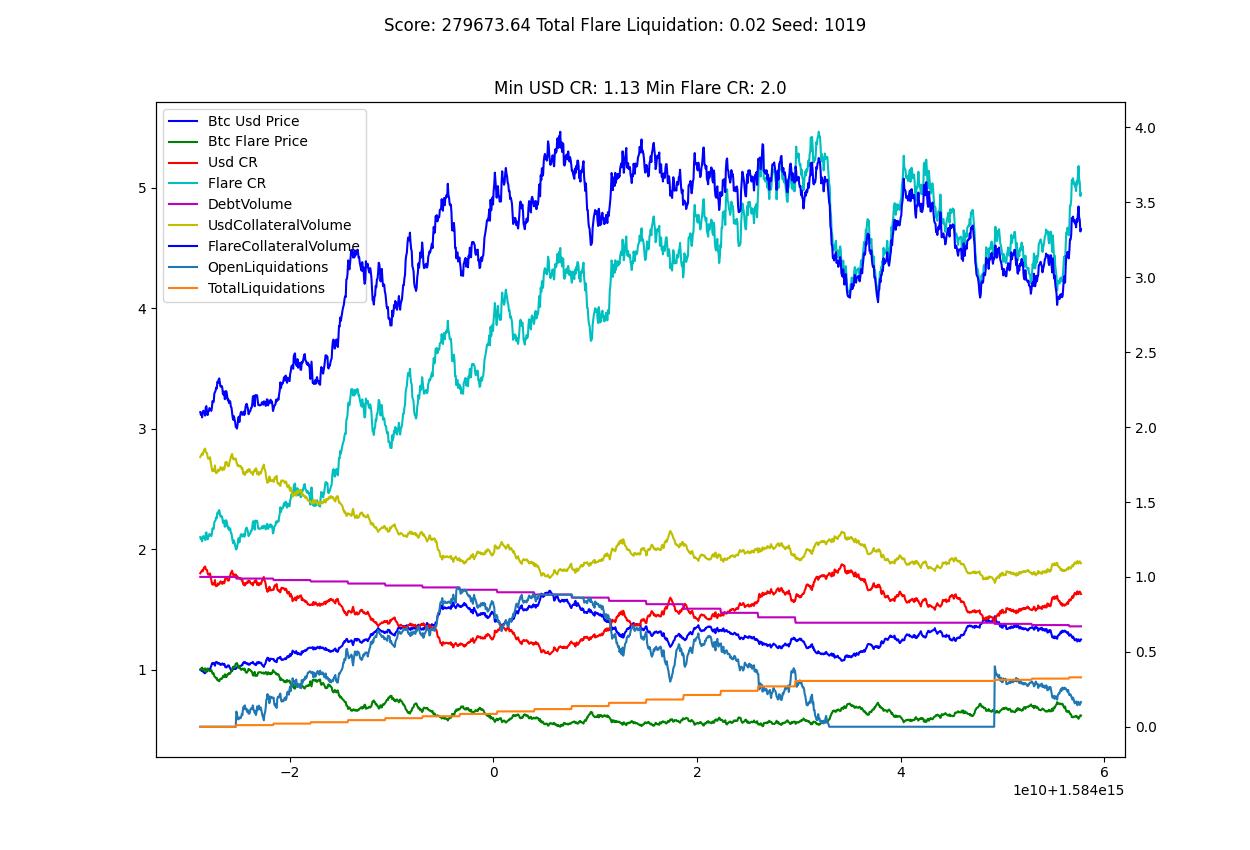 Score: 279673.64 Total Flare Liquidation: 0.02 Seed: 1019
Min USD CR: 1.13 Min Flare CR: 2.0
Btc Usd Price
Btc Flare Price
Usd CR
Flare CR
DebtVolume
UsdCollateralVolume
FlareCollateralVolume
OpenLiquidations
TotalLiquidations
5
4
3
2
1
4.0
3.5
3.0
2.5
2.0
1.5
1.0
0.5
0.0
−2 0 2 4 6
1e10+1.584e15